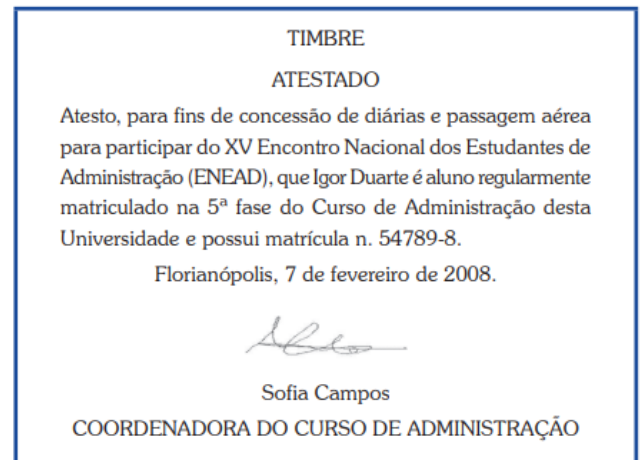 TIMBRE
ATESTADO
Atesto, para fins de concessão de diárias e passagem aérea
para participar do XV Encontro Nacional dos Estudantes de
Administração (ENEAD), que Igor Duarte é aluno regularmente
matriculado na 5ª fase do Curso de Administração desta
Universidade e possui matrícula n. 54789-8.
Florianópolis, 7 de fevereiro de 2008.
Sofia Campos
COORDENADORA DO CURSO DE ADMINISTRAÇÃO